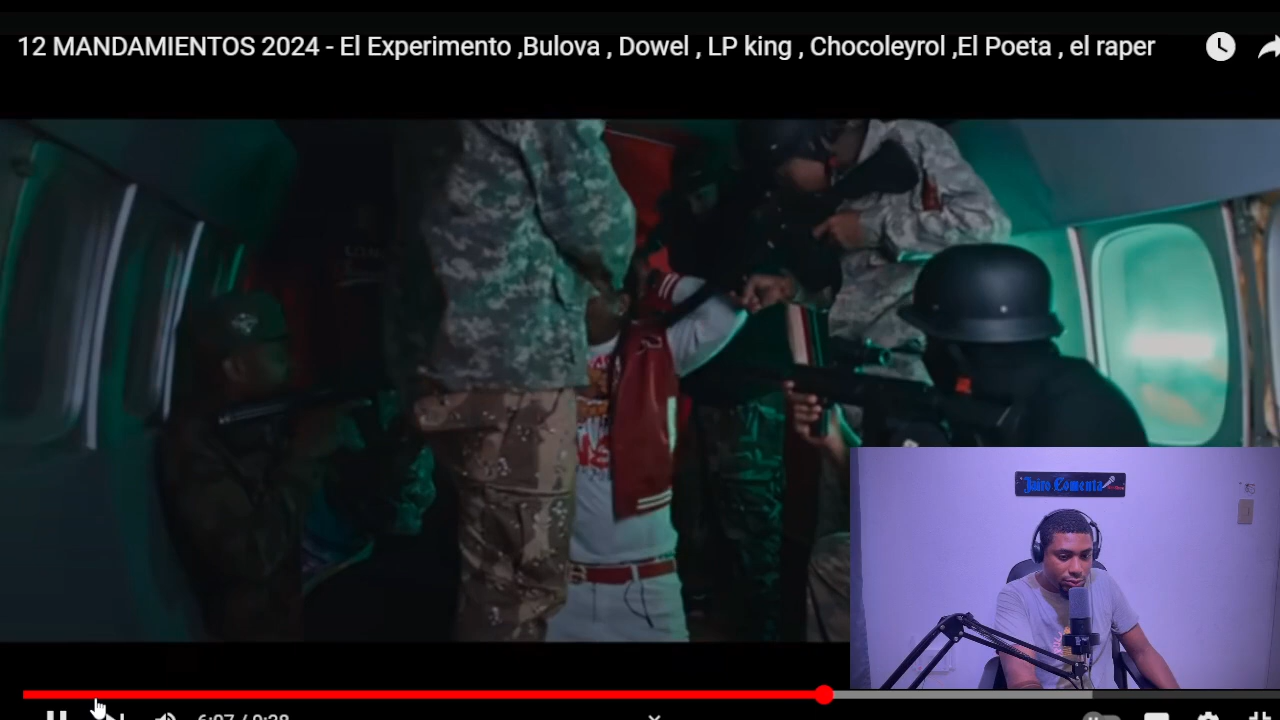 12 MANDAMIENTOS 2024 - El Experimento ,Bulova , Dowel , LP king , Chocoleyrol ,El Poeta , el raper
Jairo Comenta